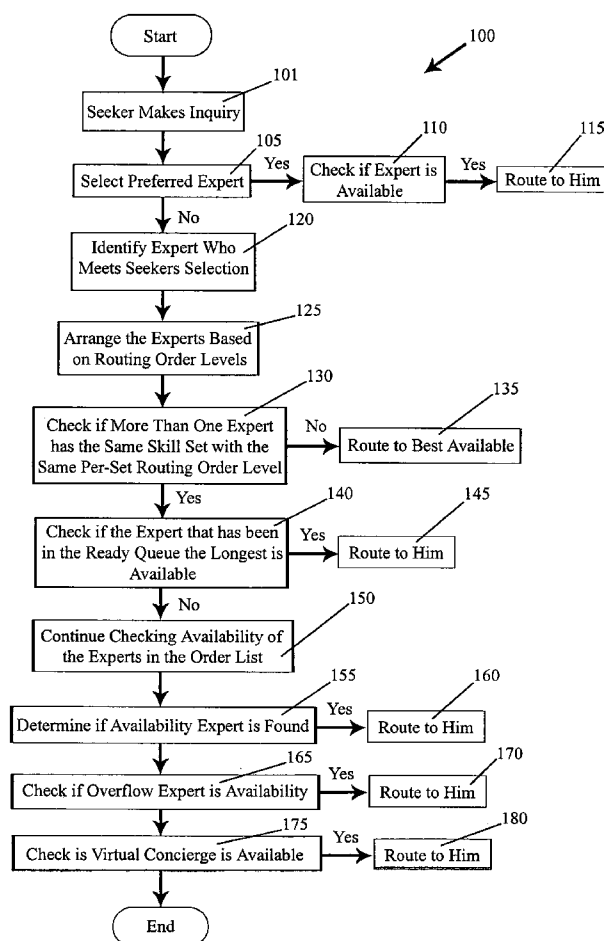 Start
100
101
Seeker Makes Inquiry
110
115
105
Yes
Check if Expert is
Available
Yes
Select Preferred Expert
Route to Him
No
120
Identify Expert Who
Meets Seekers Selection
125
Arrange the Experts Based
on Routing Order Levels
130
135
Check if More Than One Expert
has the Same Skill Set with the
Same Per-Set Routing Order Level
No
Route to Best Available
Yes
140
145
Check if the Expert that has been
in the Ready Queue the Longest is
Available
Yes
Route to Him
No
150
Continue Checking Availability of
the Experts in the Order List
155
160
Determine if Availability Expert is Found
Yes
Route to Him
165
170
Check if Overflow Expert is Availability
Yes
Route to Him
175
180
Check is Virtual Concierge is Available
Yes
Route to Him
End